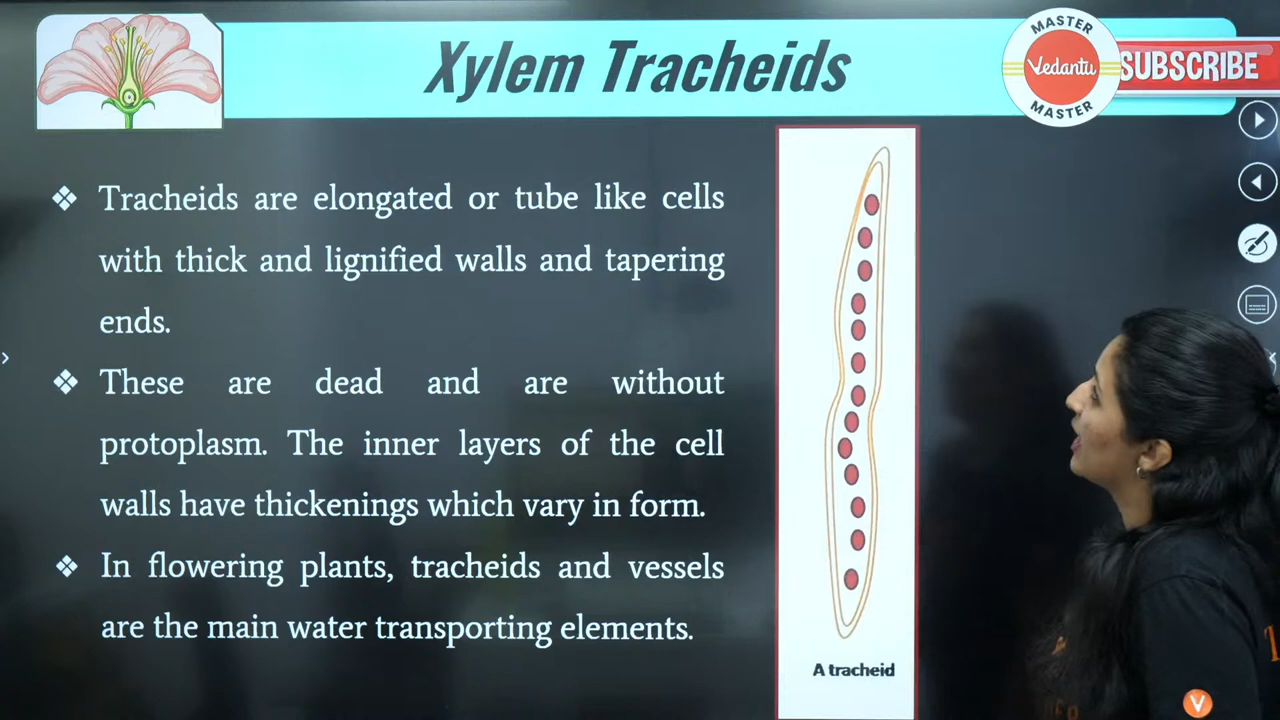 Xylem Tracheids
MASTER
Vedantu
MASTER
SUBSCRIBE
❖ Tracheids are elongated or tube like cells
with thick and lignified walls and tapering
ends.
❖ These are dead and are without
protoplasm. The inner layers of the cell
walls have thickenings which vary in form.
❖ In flowering plants, tracheids and vessels
are the main water transporting elements.
A tracheid
V